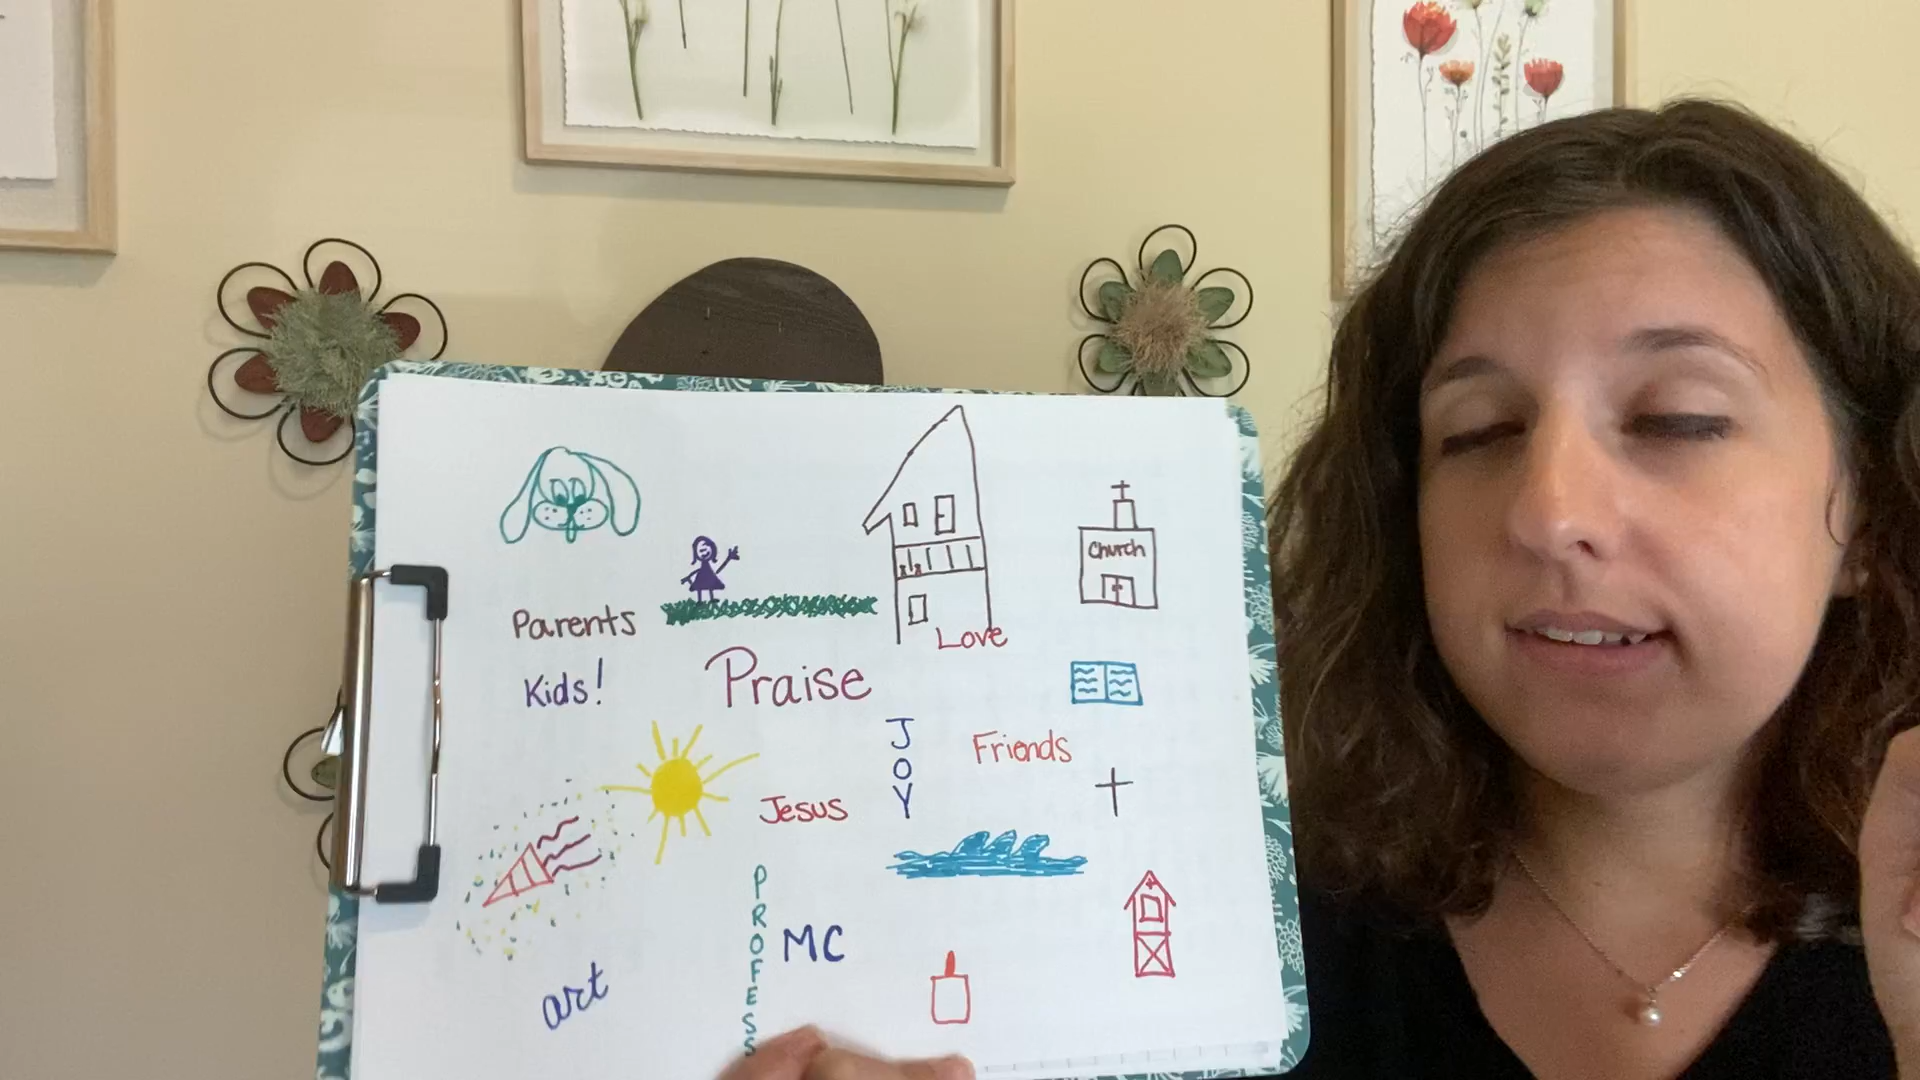 Church
Parents
Love
Kids!
Praise
JOY
Friends
Jesus
PROFESS
MC
art